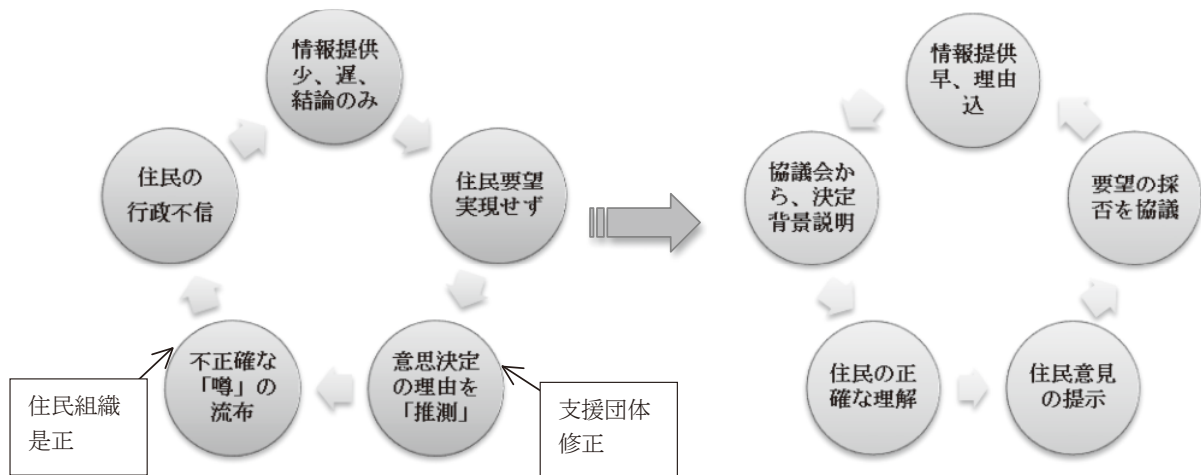 情報提供
少、遅、
結論のみ
住民要望
実現せず
意思決定
の理由を
「推測」
不正確な
「噂」の
流布
住民の
行政不信
住民組織
是正
支援団体
修正
情報提供
早、理由
込
協議会か
ら、決定
背景説明
住民の正
確な理解
住民意見
の提示
要望の採
否を協議